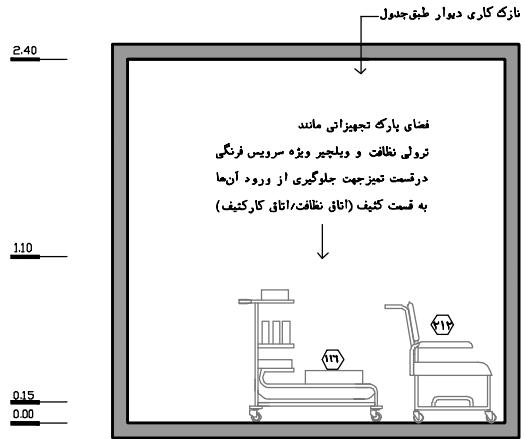 نازک کاری دیوار طبق جدول
2.40
فضای پارک تجهیزاتی مانند
ترولی نظافت و ویلچیر ویژه سرویس فرنگی
درقسمت تمیزجهت جلوگیری از ورود آن‌ها
به قسمت کثیف (اتاق نظافت/اتاق کارکثیف)
1.10
۲۱۲
۱۲۶
0.15
0.00